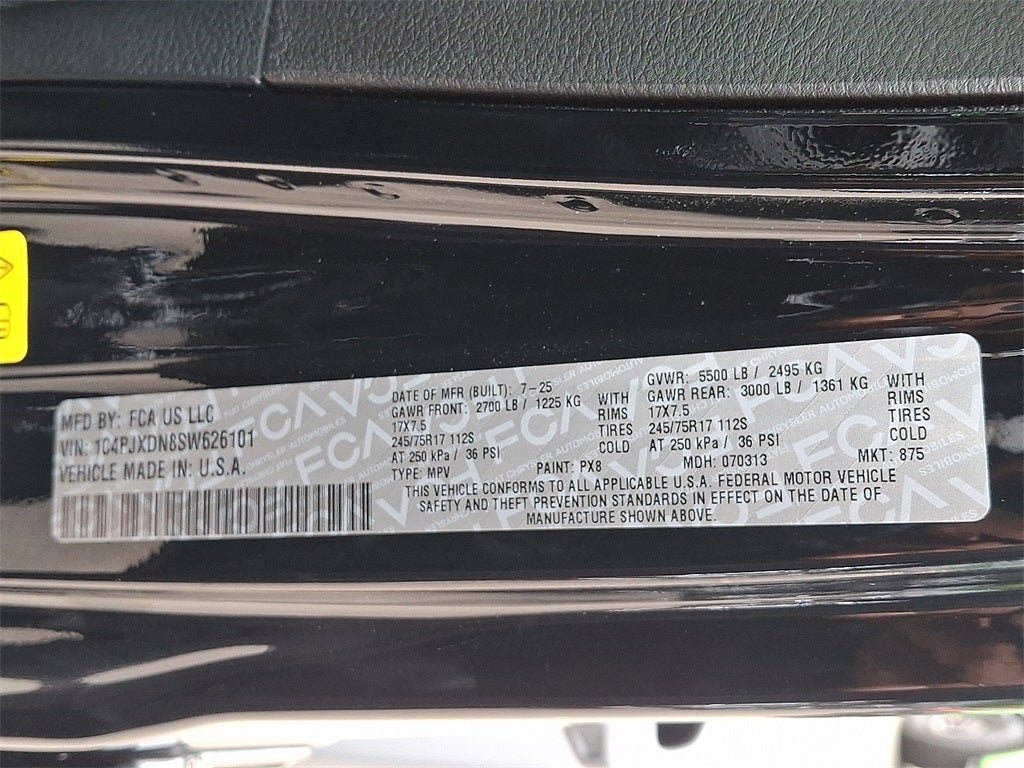 MFD BY: FCA US LLC
VIN: 1C4PJXDN8SW626101
VEHICLE MADE IN: U.S.A.
DATE OF MFR (BUILT): 7-25
GAWR FRONT: 2700 LB / 1225 KG WITH
17X7.5 RIMS
245/75R17 112S TIRES
AT 250 kPa / 36 PSI COLD
GVWR: 5500 LB / 2495 KG
GAWR REAR: 3000 LB / 1361 KG WITH
17X7.5 RIMS
245/75R17 112S TIRES
AT 250 kPa / 36 PSI COLD
TYPE: MPV PAINT: PX8 MDH: 070313 MKT: 875
THIS VEHICLE CONFORMS TO ALL APPLICABLE U.S.A. FEDERAL MOTOR VEHICLE
SAFETY AND THEFT PREVENTION STANDARDS IN EFFECT ON THE DATE OF
MANUFACTURE SHOWN ABOVE.